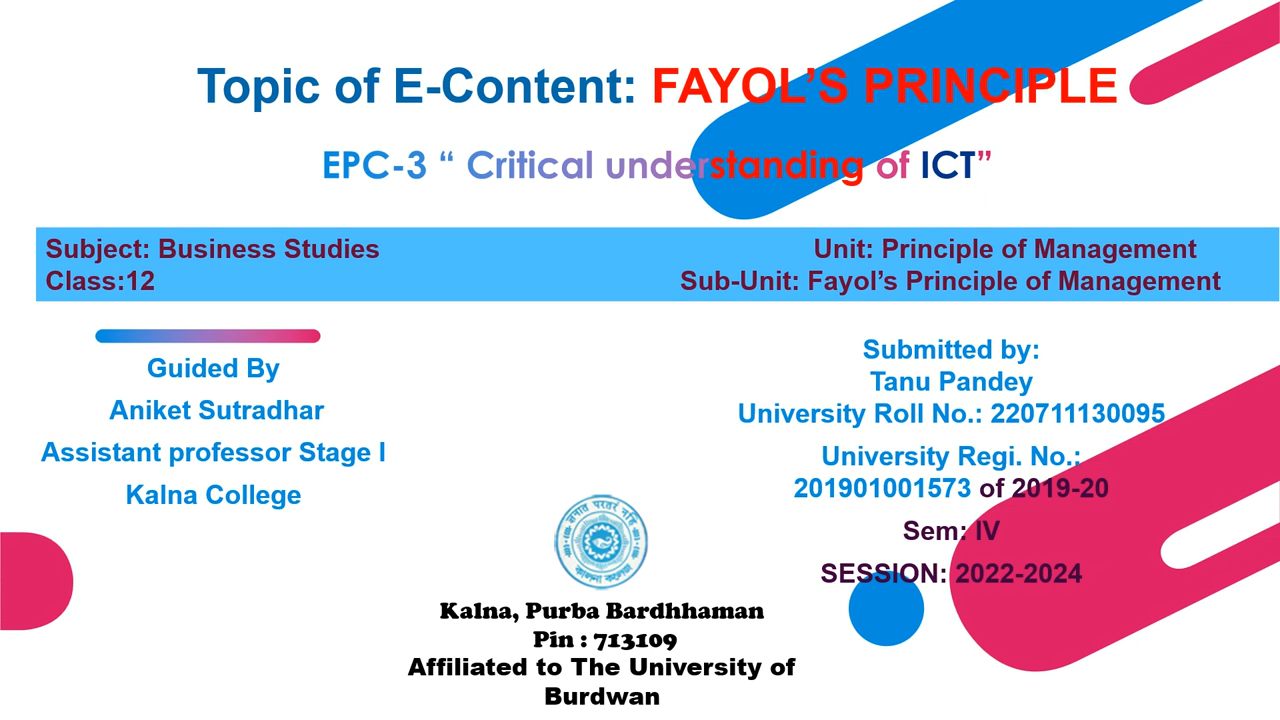 Topic of E-Content: FAYOL’S PRINCIPLE
EPC-3 “ Critical understanding of ICT”
Subject: Business Studies
Class:12
Unit: Principle of Management
Sub-Unit: Fayol’s Principle of Management
Guided By
Aniket Sutradhar
Assistant professor Stage I
Kalna College
Submitted by:
Tanu Pandey
University Roll No.: 220711130095
University Regi. No.:
201901001573 of 2019-20
Sem: IV
SESSION: 2022-2024
Kalna, Purba Bardhhaman
Pin : 713109
Affiliated to The University of
Burdwan